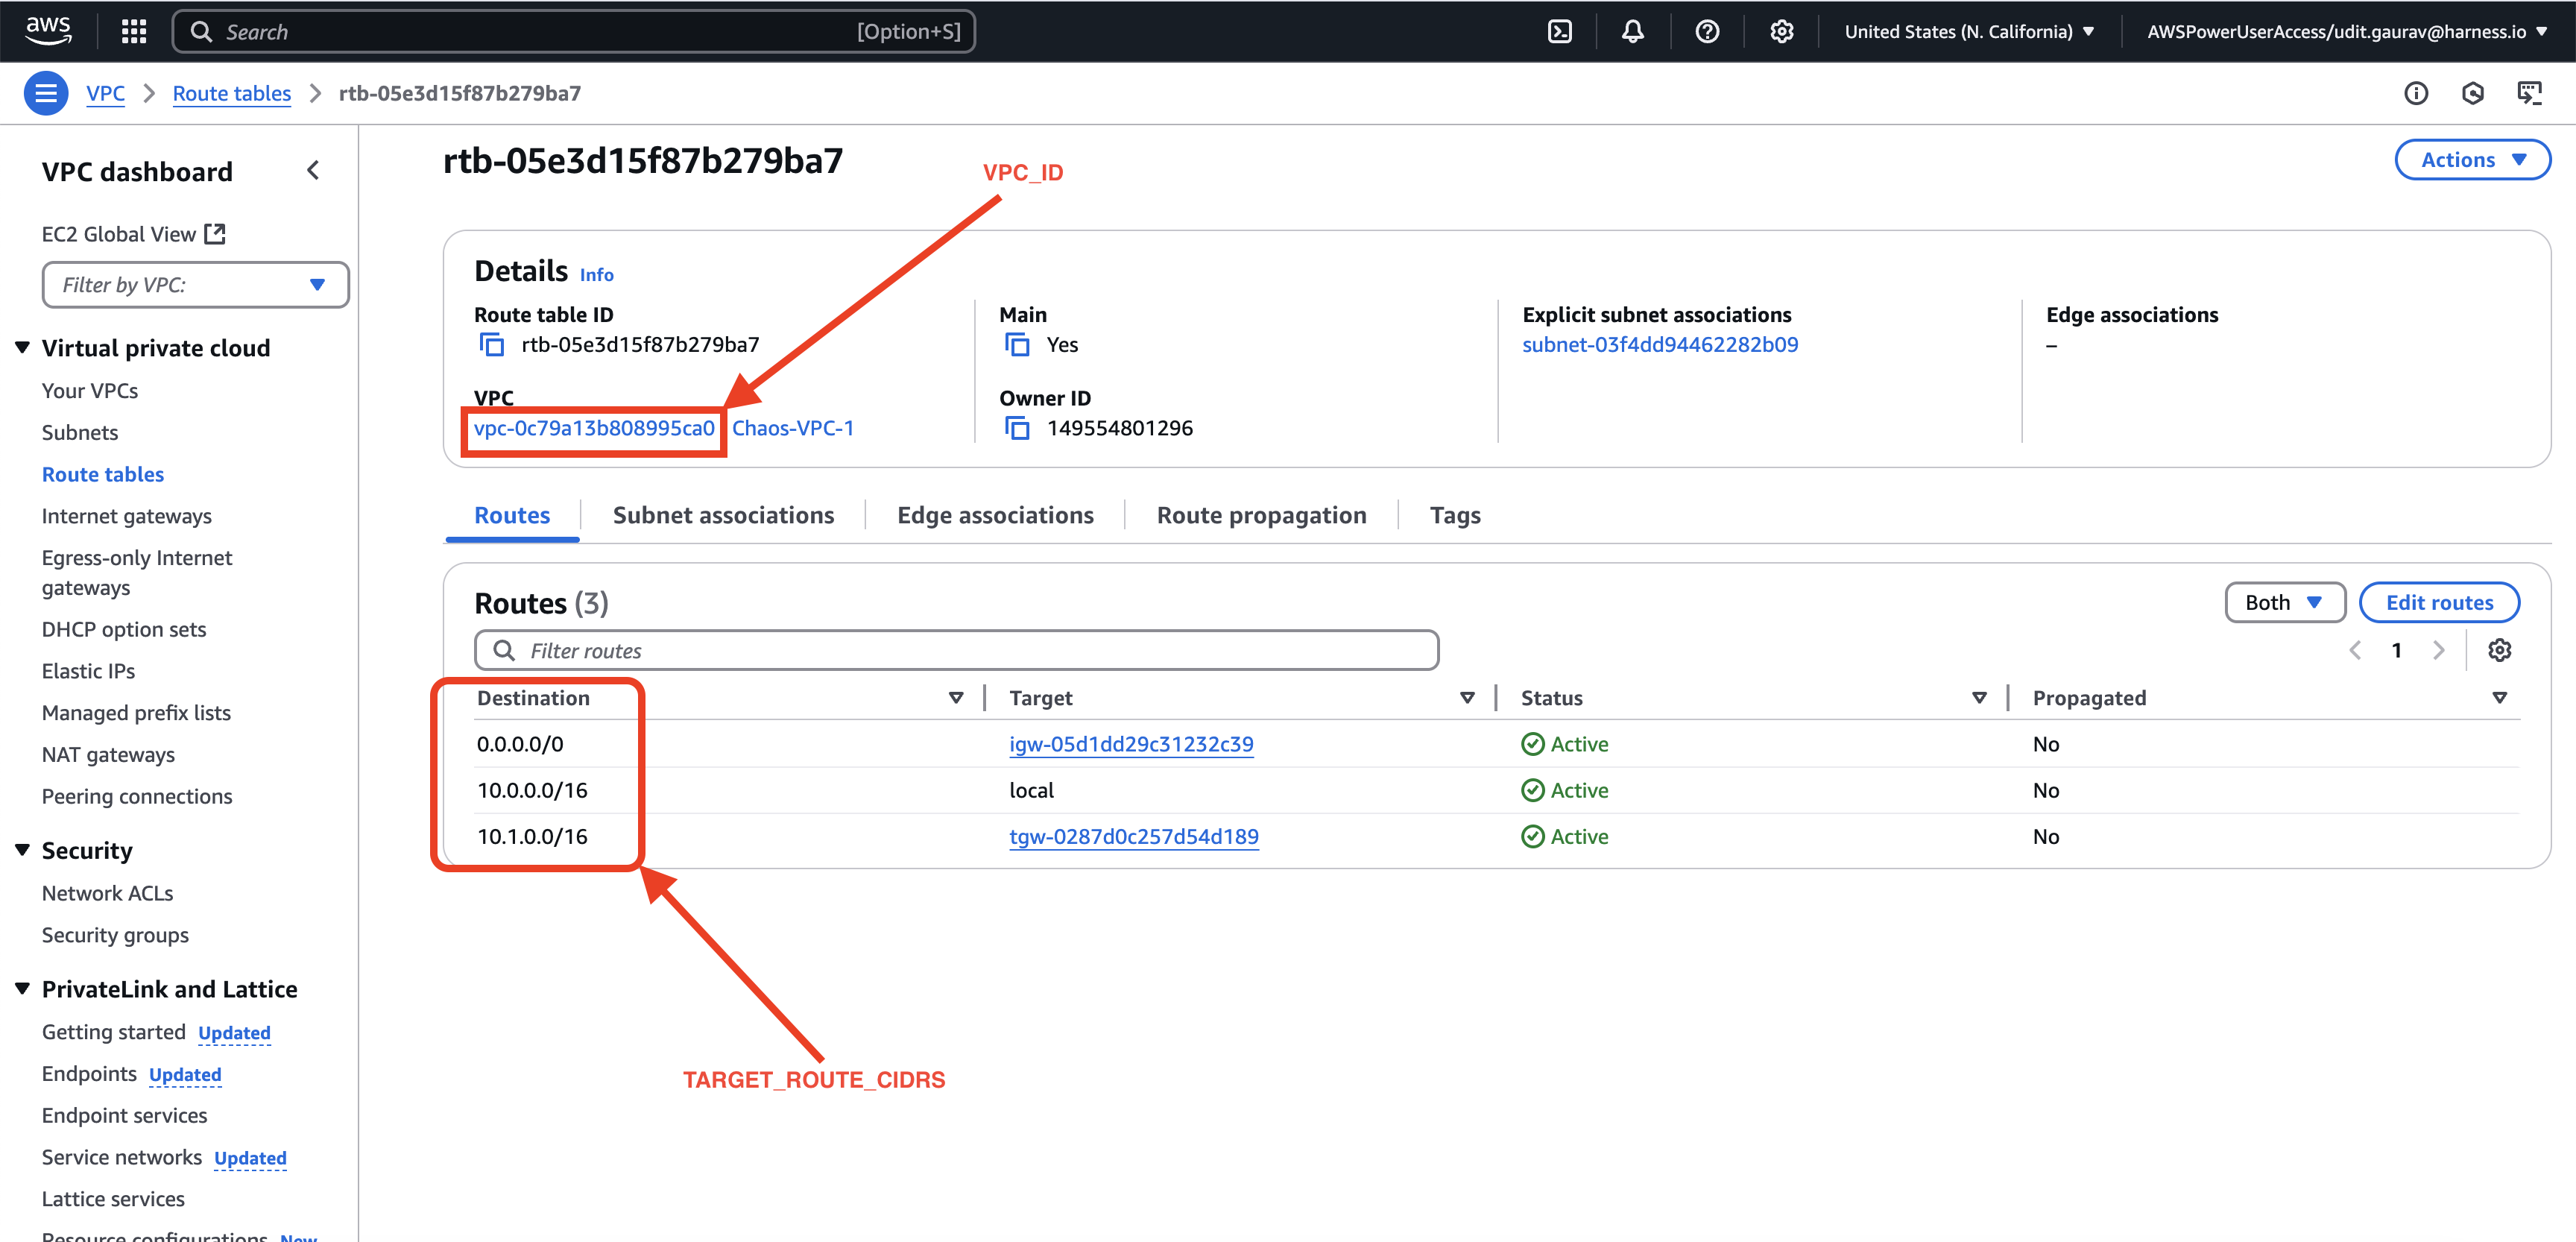 aws
Search
[Option+S]
United States (N. California)
AWSPowerUserAccess/udit.gaurav@harness.io
VPC
Route tables
rtb-05e3d15f87b279ba7
VPC dashboard
EC2 Global View
Filter by VPC:
Virtual private cloud
Your VPCs
Subnets
Route tables
Internet gateways
Egress-only Internet
gateways
DHCP option sets
Elastic IPs
Managed prefix lists
NAT gateways
Peering connections
Security
Network ACLs
Security groups
PrivateLink and Lattice
Getting started Updated
Endpoints Updated
Endpoint services
Service networks Updated
Lattice services
Resource configurations New
rtb-05e3d15f87b279ba7
VPC_ID
Actions
Details Info
Route table ID
rtb-05e3d15f87b279ba7
Main
Yes
Explicit subnet associations
subnet-03f4dd94462282b09
Edge associations
–
VPC
vpc-0c79a13b808995ca0 Chaos-VPC-1
Owner ID
149554801296
Routes
Subnet associations
Edge associations
Route propagation
Tags
Routes (3)
Both
Edit routes
Filter routes
1
Destination Target Status Propagated
0.0.0.0/0 igw-05d1dd29c31232c39 Active No
10.0.0.0/16 local Active No
10.1.0.0/16 tgw-0287d0c257d54d189 Active No
TARGET_ROUTE_CIDRS